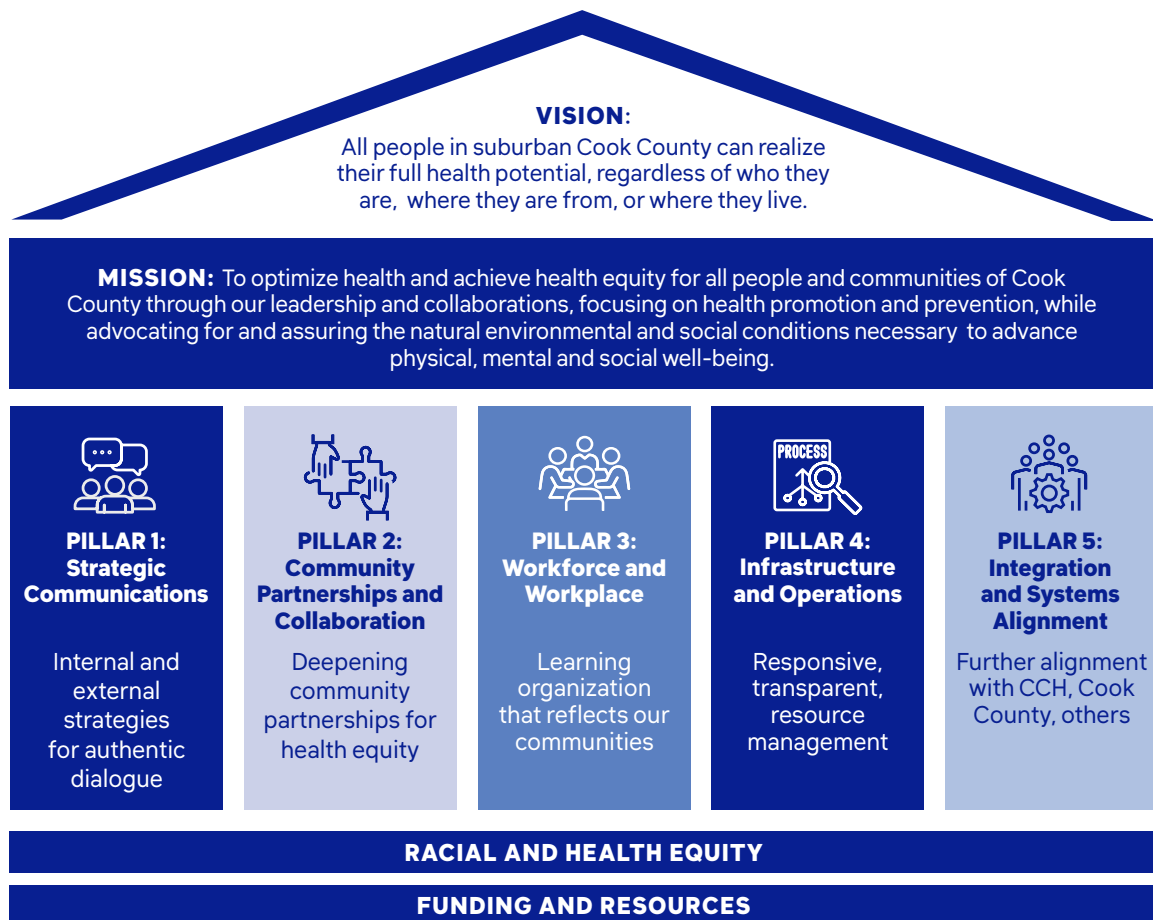 VISION:
All people in suburban Cook County can realize
their full health potential, regardless of who they
are, where they are from, or where they live.
MISSION: To optimize health and achieve health equity for all people and communities of Cook
County through our leadership and collaborations, focusing on health promotion and prevention, while
advocating for and assuring the natural environmental and social conditions necessary to advance
physical, mental and social well-being.
PILLAR 1:
Strategic
Communications
Internal and
external
strategies
for authentic
dialogue
PILLAR 2:
Community
Partnerships and
Collaboration
Deepening
community
partnerships for
health equity
PILLAR 3:
Workforce and
Workplace
Learning
organization
that reflects our
communities
PROCESS
PILLAR 4:
Infrastructure
and Operations
Responsive,
transparent,
resource
management
PILLAR 5:
Integration
and Systems
Alignment
Further alignment
with CCH, Cook
County, others
RACIAL AND HEALTH EQUITY
FUNDING AND RESOURCES